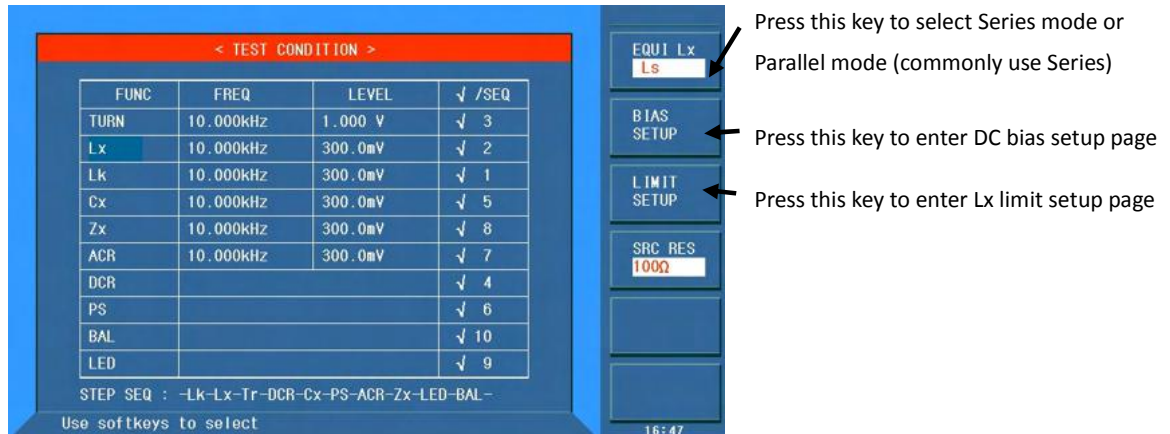 < TEST CONDITION >
FUNC FREQ LEVEL √ /SEQ
TURN 10.000kHz 1.000 V √ 3
Lx 10.000kHz 300.0mV √ 2
Lk 10.000kHz 300.0mV √ 1
Cx 10.000kHz 300.0mV √ 5
Zx 10.000kHz 300.0mV √ 8
ACR 10.000kHz 300.0mV √ 7
DCR √ 4
PS √ 6
BAL √ 10
LED √ 9
STEP SEQ : -Lk-Lx-Tr-DCR-Cx-PS-ACR-Zx-LED-BAL-
Use softkeys to select
EQUI Lx
Ls
BIAS
SETUP
LIMIT
SETUP
SRC RES
100Ω
16:47
Press this key to select Series mode or
Parallel mode (commonly use Series)
Press this key to enter DC bias setup page
Press this key to enter Lx limit setup page